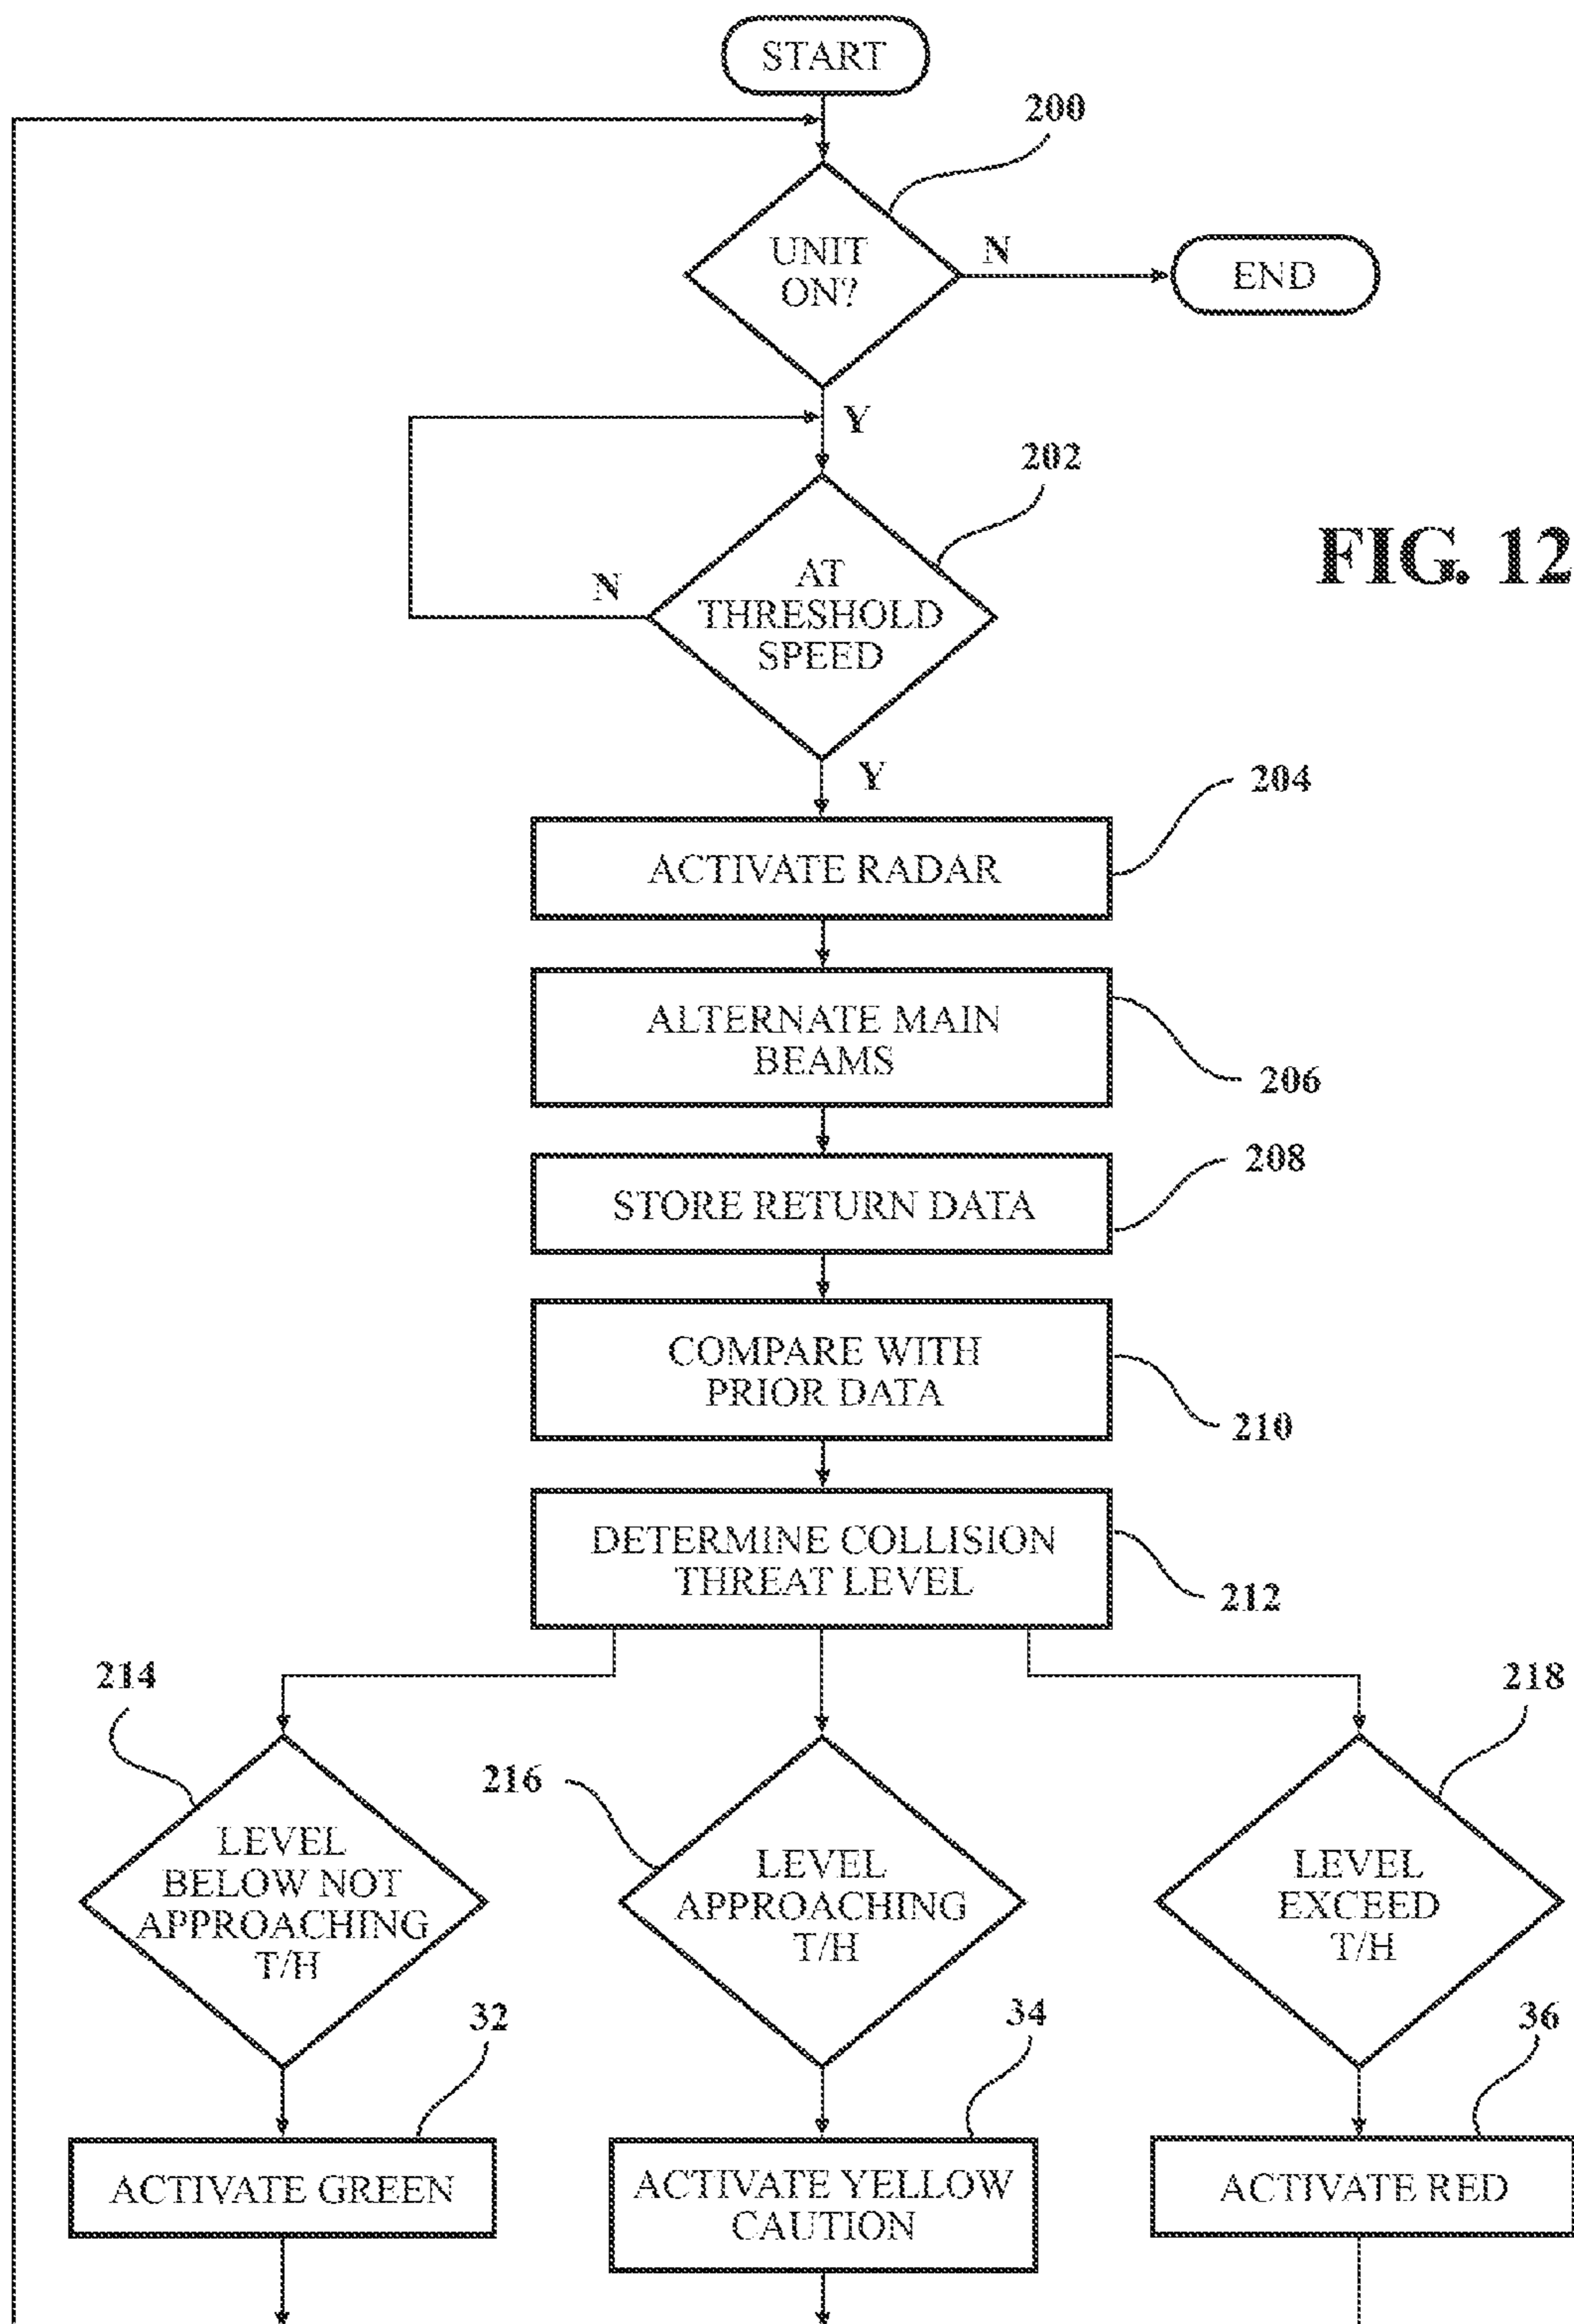 START
200
UNIT
ON?
N
END
Y
202
AT
THRESHOLD
SPEED
N
FIG. 12
Y
204
ACTIVATE RADAR
ALTERNATE MAIN
BEAMS
206
208
STORE RETURN DATA
COMPARE WITH
PRIOR DATA
210
DETERMINE COLLISION
THREAT LEVEL
212
214
LEVEL
BELOW NOT
APPROACHING
T/H
216
LEVEL
APPROACHING
T/H
218
LEVEL
EXCEED
T/H
32
ACTIVATE GREEN
34
ACTIVATE YELLOW
CAUTION
36
ACTIVATE RED